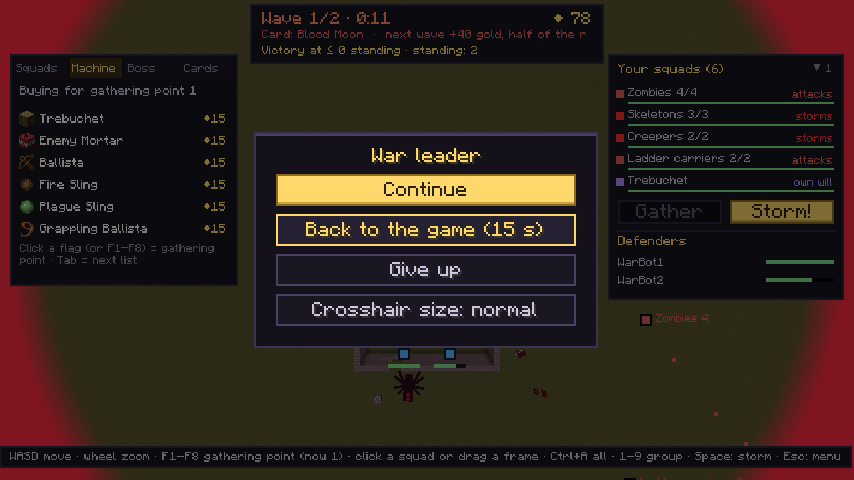 Wave 1/2 · 0:11
78
Card: Blood Moon · next wave +40 gold, half of the r
Victory at ≤ 0 standing · standing: 2
Squads Machine Boss Cards
Buying for gathering point 1
Trebuchet 15
Enemy Mortar 15
Ballista 15
Fire Sling 15
Plague Sling 15
Grappling Ballista 15
Click a flag (or F1-F8) = gathering
point · Tab = next list
War leader
Continue
Back to the game (15 s)
Give up
Crosshair size: normal
Your squads (6) ▼ 1
Zombies 4/4 attacks
Skeletons 3/3 storms
Creepers 2/2 storms
Ladder carriers 2/2 attacks
Trebuchet own will
Gather Storm!
Defenders
WarBot1
WarBot2
Zombies 4
WASD move · wheel zoom · F1-F8 gathering point (now 1) · click a squad or drag a frame · Ctrl+A all · 1-9 group · Space: storm · Esc: menu